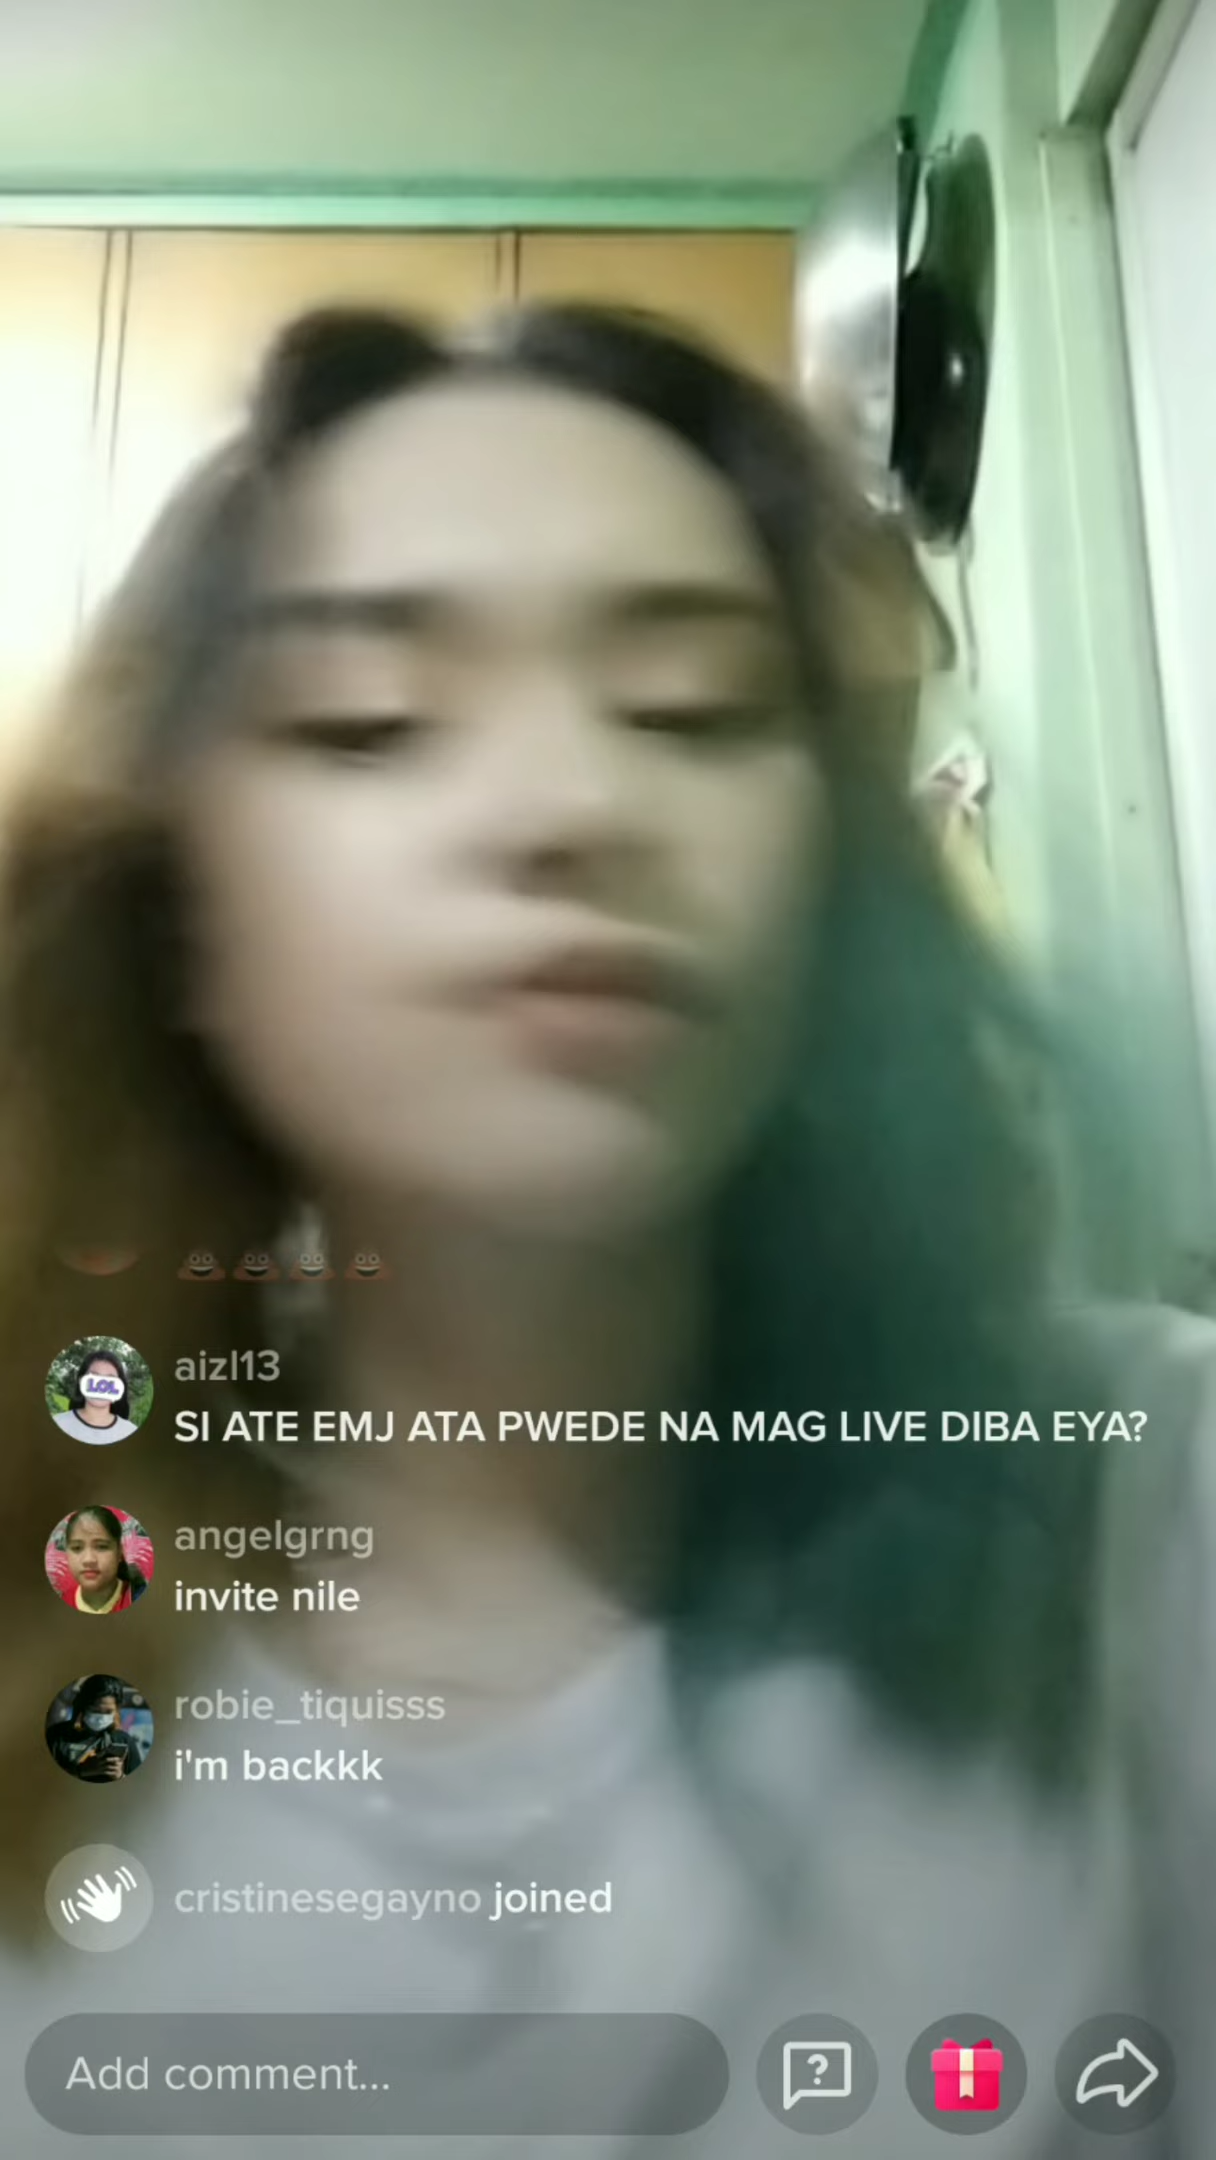 aizl13
SI ATE EMJ ATA PWEDE NA MAG LIVE DIBA EYA?
angelgrng
invite nile
robie_tiquisss
i'm backkk
cristinesegayno joined
Add comment...
LOL